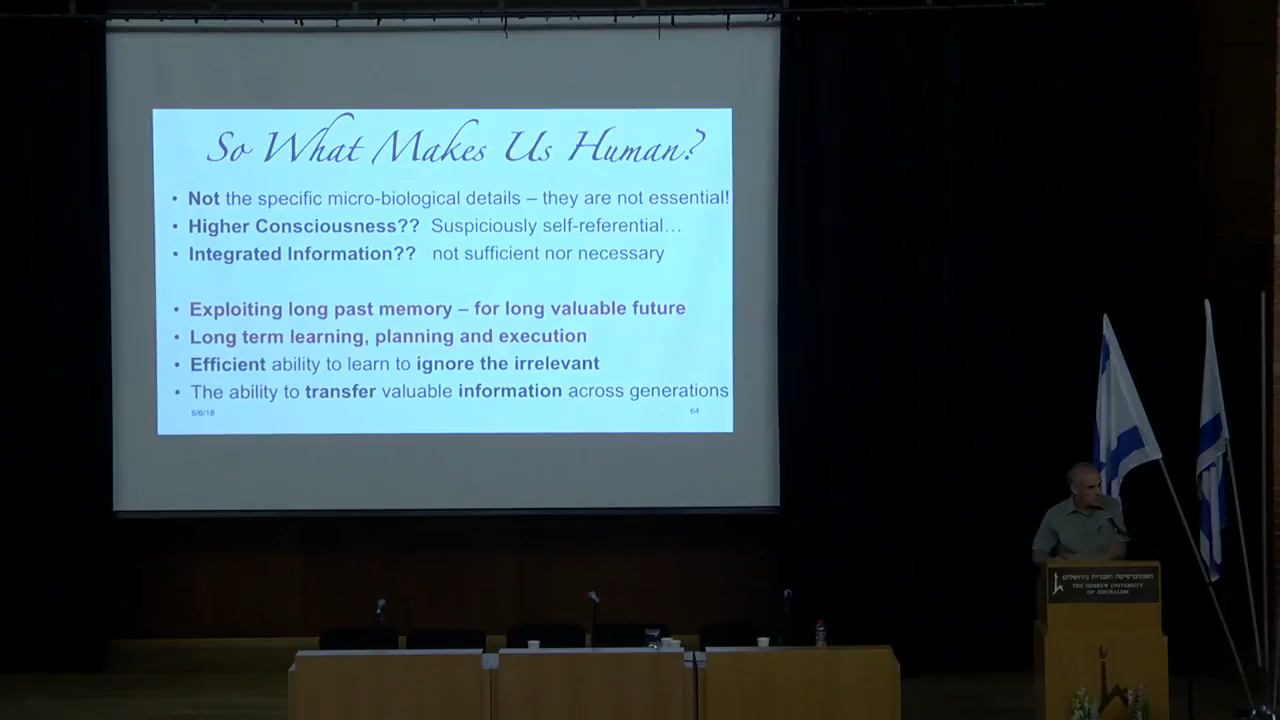 So What Makes Us Human?
• Not the specific micro-biological details – they are not essential!
• Higher Consciousness?? Suspiciously self-referential…
• Integrated Information?? not sufficient nor necessary
• Exploiting long past memory – for long valuable future
• Long term learning, planning and execution
• Efficient ability to learn to ignore the irrelevant
• The ability to transfer valuable information across generations
6/6/18
64
האוניברסיטה העברית בירושלים
THE HEBREW UNIVERSITY
OF JERUSALEM